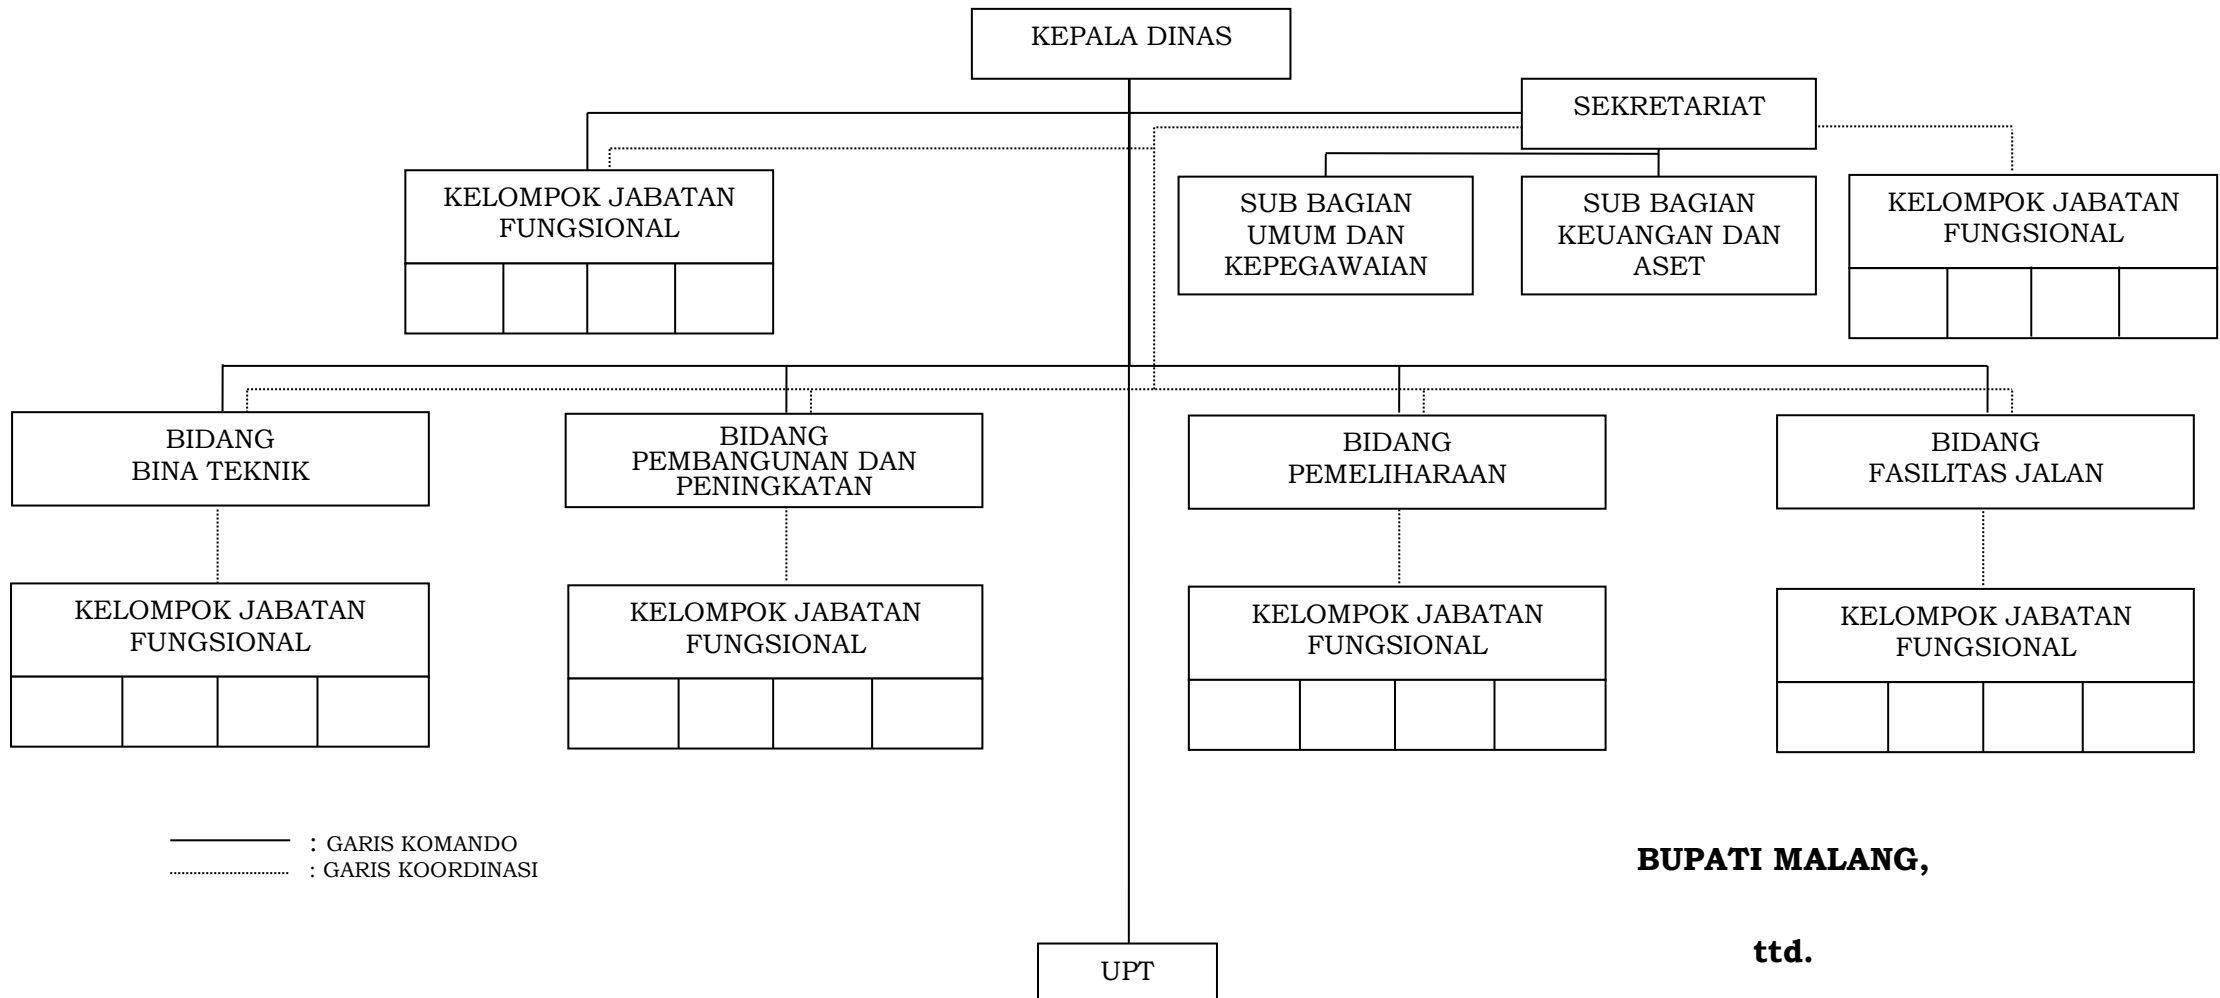 KEPALA DINAS
SEKRETARIAT
KELOMPOK JABATAN
FUNGSIONAL
SUB BAGIAN
UMUM DAN
KEPEGAWAIAN
SUB BAGIAN
KEUANGAN DAN
ASET
KELOMPOK JABATAN
FUNGSIONAL
BIDANG
BINA TEKNIK
BIDANG
PEMBANGUNAN DAN
PENINGKATAN
BIDANG
PEMELIHARAAN
BIDANG
FASILITAS JALAN
KELOMPOK JABATAN
FUNGSIONAL
KELOMPOK JABATAN
FUNGSIONAL
KELOMPOK JABATAN
FUNGSIONAL
KELOMPOK JABATAN
FUNGSIONAL
: GARIS KOMANDO
: GARIS KOORDINASI
BUPATI MALANG,
ttd.
UPT